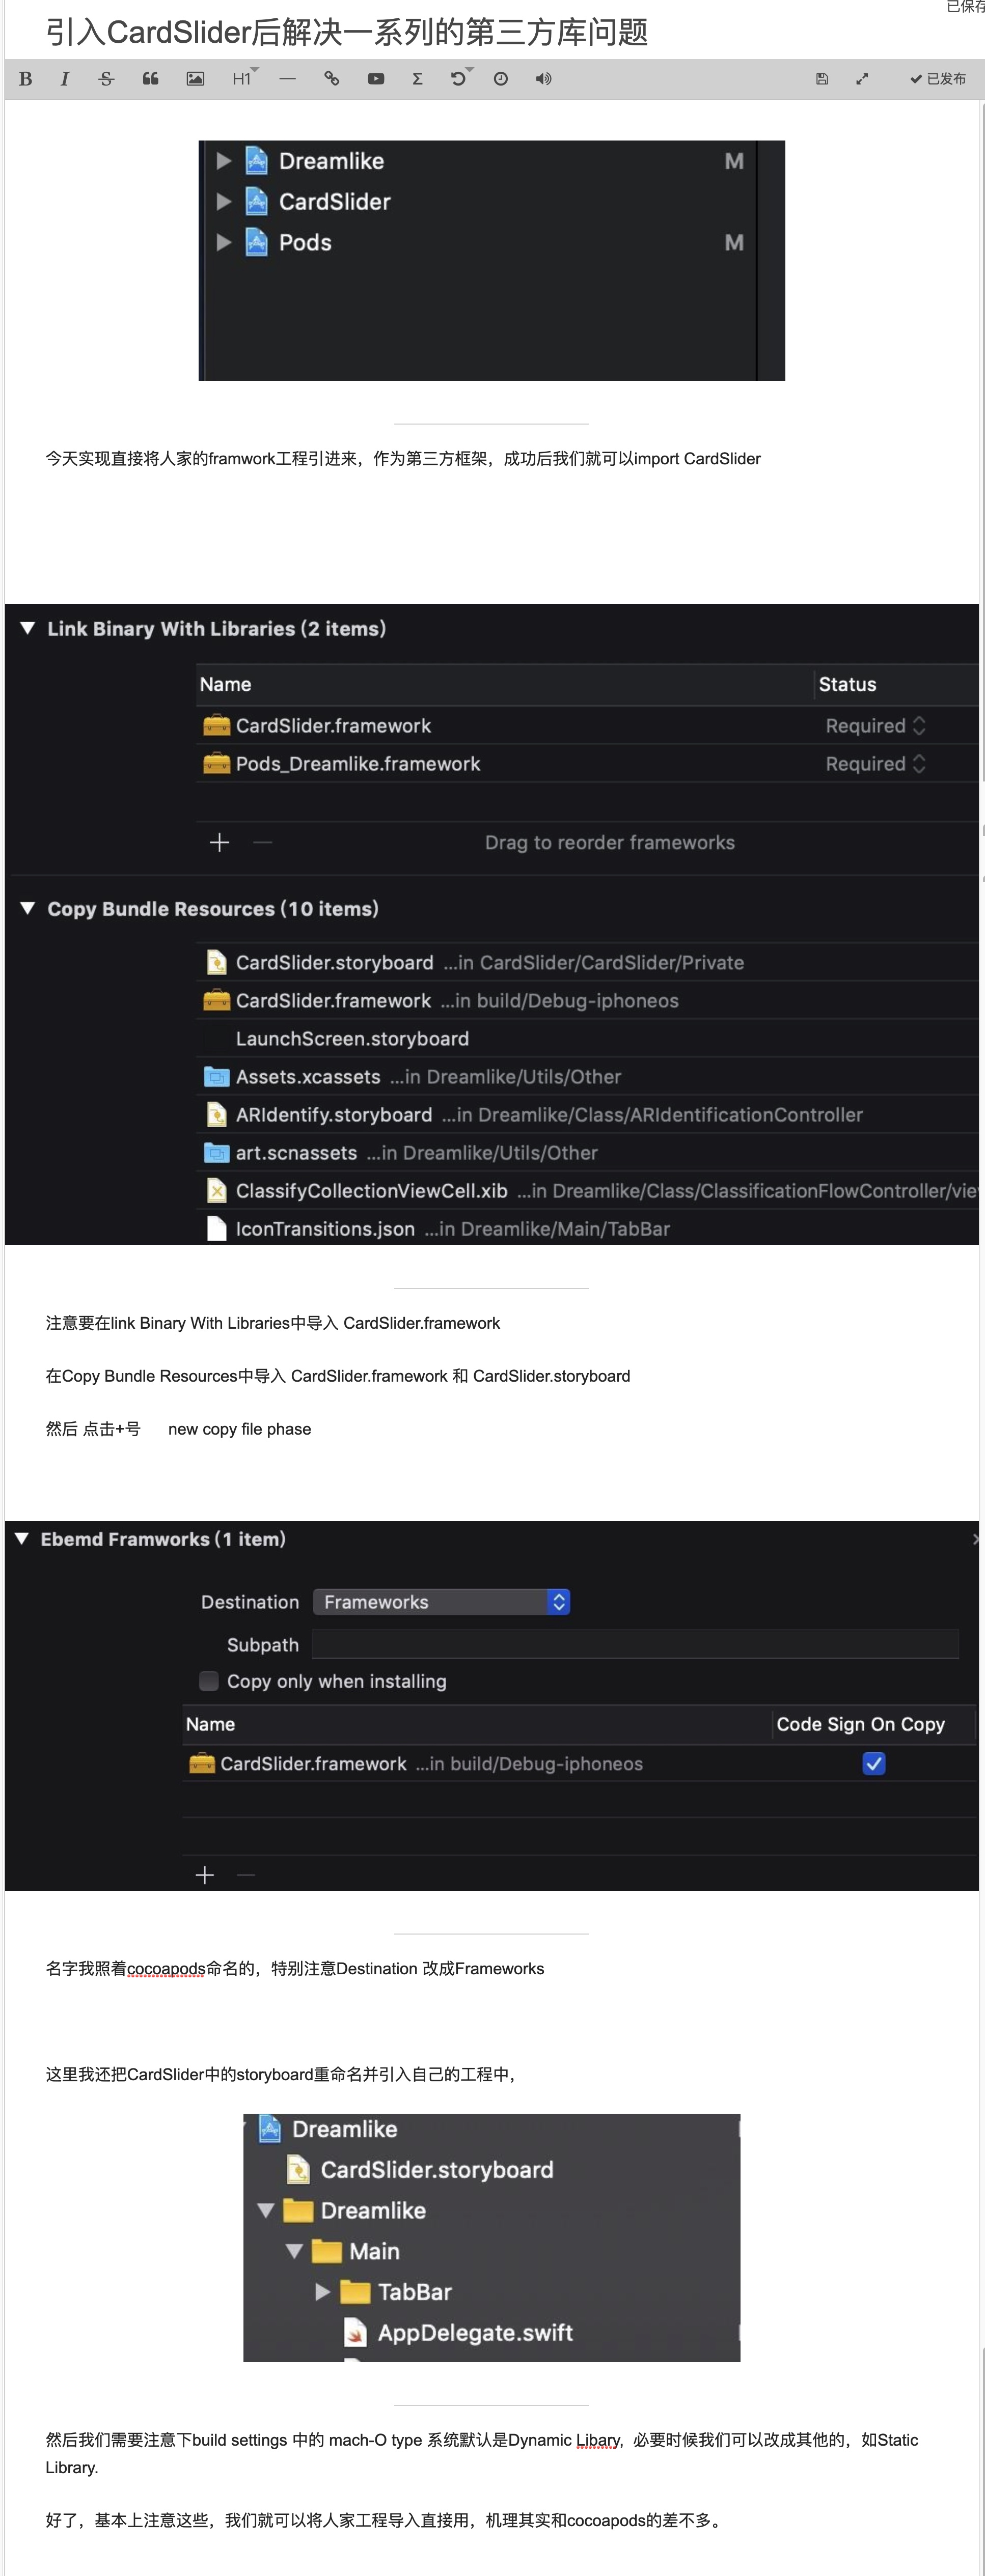 已保存
引入CardSlider后解决一系列的第三方库问题
B I S H1 Σ 已发布
Dreamlike M
CardSlider
Pods M
今天实现直接将人家的framwork工程引进来，作为第三方框架，成功后我们就可以import CardSlider
Link Binary With Libraries (2 items)
Name Status
CardSlider.framework Required
Pods_Dreamlike.framework Required
Drag to reorder frameworks
Copy Bundle Resources (10 items)
CardSlider.storyboard ...in CardSlider/CardSlider/Private
CardSlider.framework ...in build/Debug-iphoneos
LaunchScreen.storyboard
Assets.xcassets ...in Dreamlike/Utils/Other
ARIdentify.storyboard ...in Dreamlike/Class/ARIdentificationController
art.scnassets ...in Dreamlike/Utils/Other
ClassifyCollectionViewCell.xib ...in Dreamlike/Class/ClassificationFlowController/vie
IconTransitions.json ...in Dreamlike/Main/TabBar
注意要在link Binary With Libraries中导入 CardSlider.framework
在Copy Bundle Resources中导入 CardSlider.framework 和 CardSlider.storyboard
然后 点击+号 new copy file phase
Ebemd Framworks (1 item)
Destination Frameworks
Subpath
Copy only when installing
Name Code Sign On Copy
CardSlider.framework ...in build/Debug-iphoneos
名字我照着cocoapods命名的，特别注意Destination 改成Frameworks
这里我还把CardSlider中的storyboard重命名并引入自己的工程中，
Dreamlike
CardSlider.storyboard
Dreamlike
Main
TabBar
AppDelegate.swift
然后我们需要注意下build settings 中的 mach-O type 系统默认是Dynamic Libary，必要时候我们可以改成其他的，如Static
Library.
好了，基本上注意这些，我们就可以将人家工程导入直接用，机理其实和cocoapods的差不多。